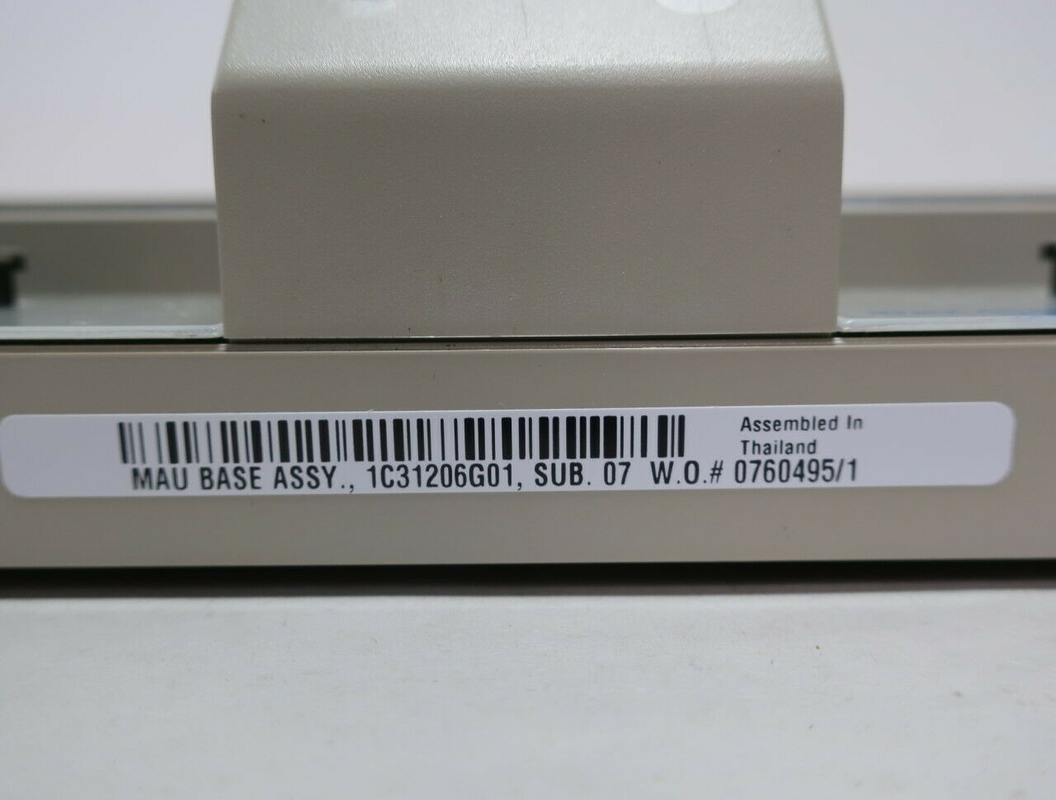 Assembled In
Thailand
MAU BASE ASSY., 1C31206G01, SUB. 07 W.O.# 0760495/1